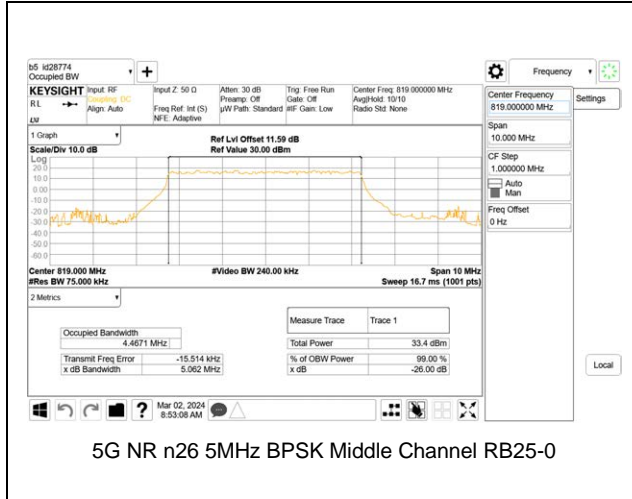 b5 id28774
Occupied BW
Frequency
KEYSIGHT
RL
Input: RF
Coupling: DC
Align: Auto
Input Z: 50 Ω
Freq Ref: Int (S)
NFE: Adaptive
Atten: 30 dB
Preamp: Off
µW Path: Standard
Trig: Free Run
Gate: Off
#IF Gain: Low
Center Freq: 819.000000 MHz
Avg|Hold: 10/10
Radio Std: None
Center Frequency
819.000000 MHz
Settings
Span
10.000 MHz
CF Step
1.000000 MHz
Auto
Man
Freq Offset
0 Hz
1 Graph
Scale/Div 10.0 dB
Ref Lvl Offset 11.59 dB
Ref Value 30.00 dBm
Log
20.0
10.0
0.00
-10.0
-20.0
-30.0
-40.0
-50.0
-60.0
Center 819.000 MHz
#Video BW 240.00 kHz
Span 10 MHz
#Res BW 75.000 kHz
Sweep 16.7 ms (1001 pts)
2 Metrics
Measure Trace Trace 1
Occupied Bandwidth
4.4671 MHz
Total Power 33.4 dBm
Transmit Freq Error -15.514 kHz
% of OBW Power 99.00 %
x dB Bandwidth 5.062 MHz
x dB -26.00 dB
Local
?
Mar 02, 2024
8:53:08 AM
5G NR n26 5MHz BPSK Middle Channel RB25-0